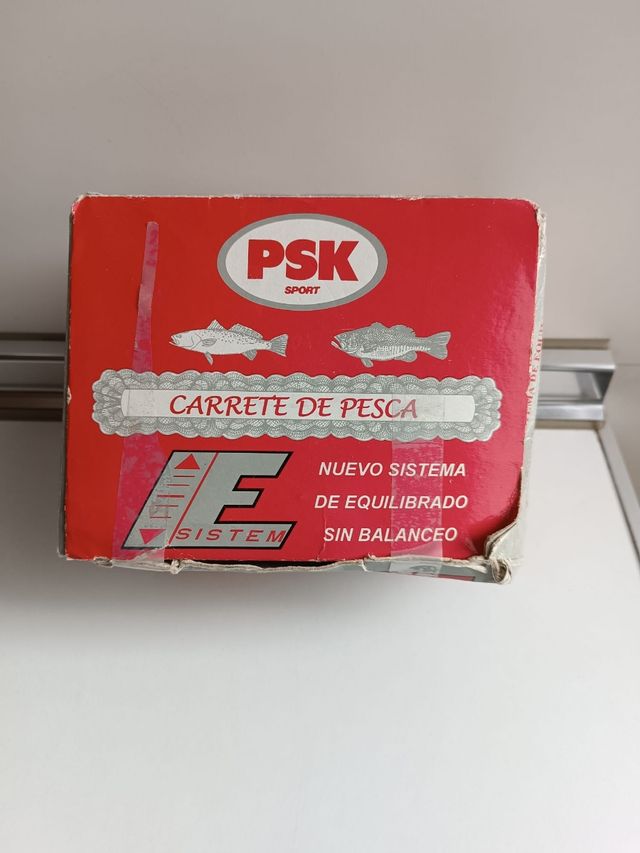 PSK
SPORT
CARRETE DE PESCA
E
SISTEM
NUEVO SISTEMA
DE EQUILIBRADO
SIN BALANCEO